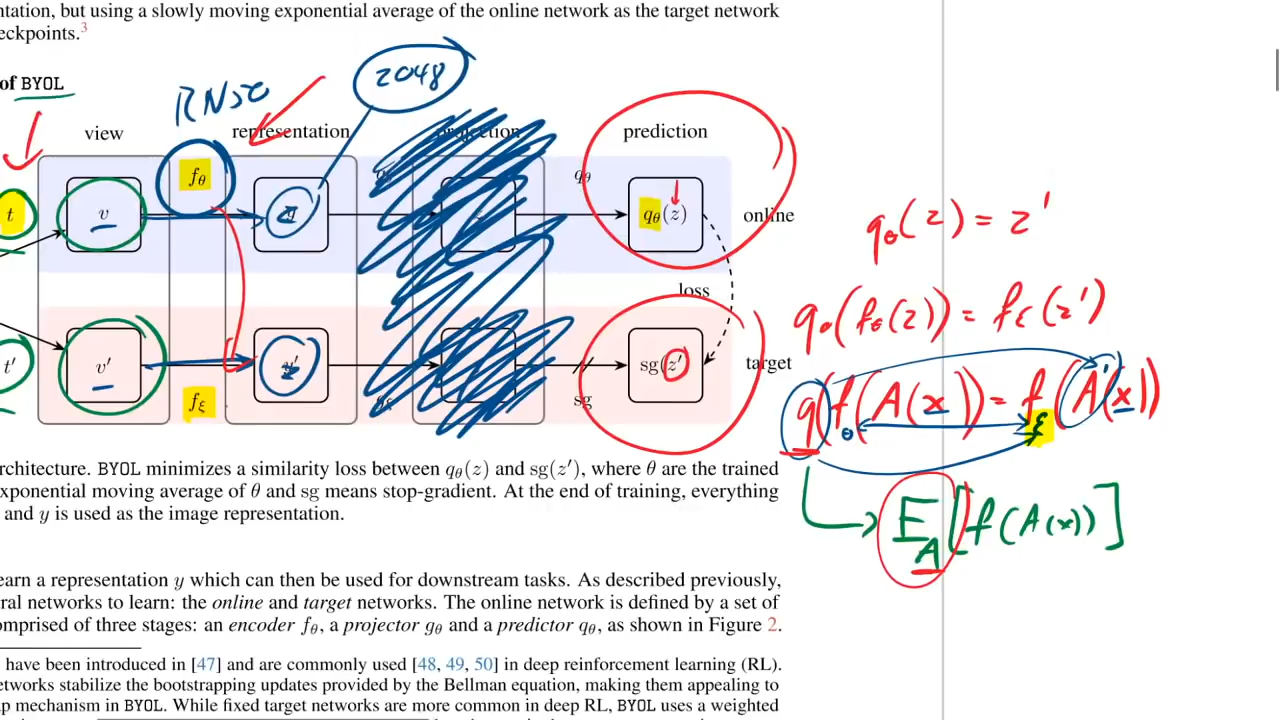 ntation, but using a slowly moving exponential average of the online network as the target network
eckpoints.³
of BYOL
RN50
2048
view
representation
projection
prediction
t
v
fθ
qθ
qθ(z)
online
loss
t'
v'
fξ
sg
sg(z')
target
qθ(z) = z'
qθ(fθ(z)) = fξ(z')
q(fθ(A(x)) = fξ(A'(x))
E_A[f(A(x))]
rchitecture. BYOL minimizes a similarity loss between qθ(z) and sg(z'), where θ are the trained
exponential moving average of θ and sg means stop-gradient. At the end of training, everything
and y is used as the image representation.
earn a representation y which can then be used for downstream tasks. As described previously,
ral networks to learn: the online and target networks. The online network is defined by a set of
omprised of three stages: an encoder fθ, a projector gθ and a predictor qθ, as shown in Figure 2.
have been introduced in [47] and are commonly used [48, 49, 50] in deep reinforcement learning (RL).
etworks stabilize the bootstrapping updates provided by the Bellman equation, making them appealing to
p mechanism in BYOL. While fixed target networks are more common in deep RL, BYOL uses a weighted